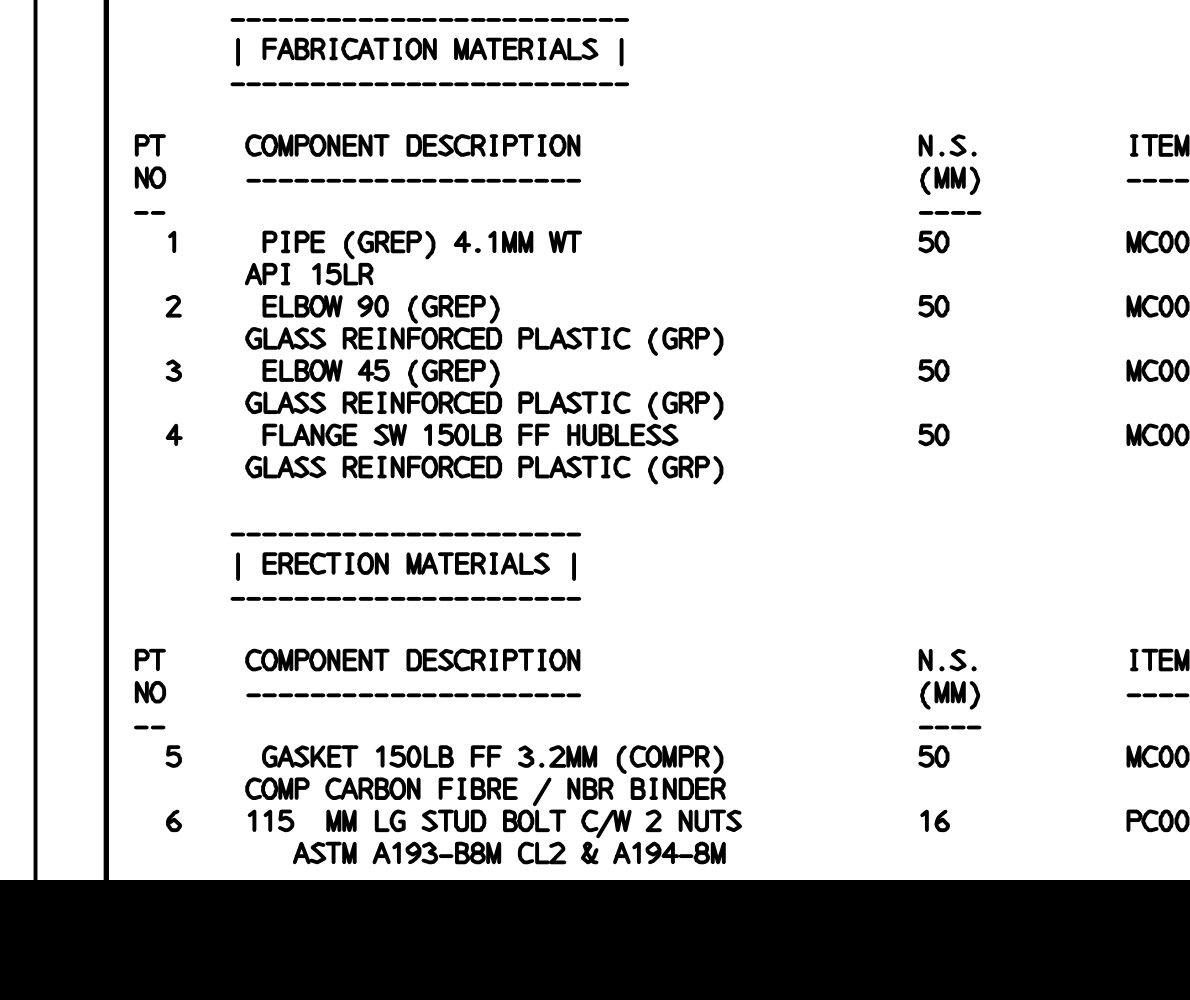 -------------------------
| FABRICATION MATERIALS |
-------------------------
PT COMPONENT DESCRIPTION N.S. ITEM
NO --------------------- (MM) ----
-- ----
1 PIPE (GREP) 4.1MM WT 50 MC00
API 15LR
2 ELBOW 90 (GREP) 50 MC00
GLASS REINFORCED PLASTIC (GRP)
3 ELBOW 45 (GREP) 50 MC00
GLASS REINFORCED PLASTIC (GRP)
4 FLANGE SW 150LB FF HUBLESS 50 MC00
GLASS REINFORCED PLASTIC (GRP)
----------------------
| ERECTION MATERIALS |
----------------------
PT COMPONENT DESCRIPTION N.S. ITEM
NO --------------------- (MM) ----
-- ----
5 GASKET 150LB FF 3.2MM (COMPR) 50 MC00
COMP CARBON FIBRE / NBR BINDER
6 115 MM LG STUD BOLT C/W 2 NUTS 16 PC00
ASTM A193-B8M CL2 & A194-8M